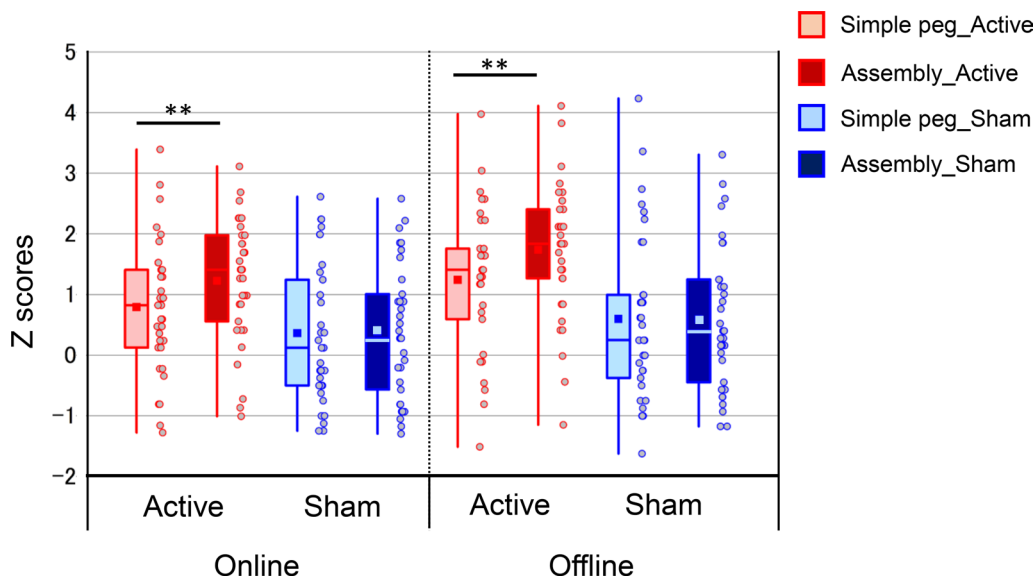 Simple peg_Active
Assembly_Active
Simple peg_Sham
Assembly_Sham
Z scores
5
4
3
2
1
0
-1
-2
**
**
Active
Sham
Active
Sham
Online
Offline